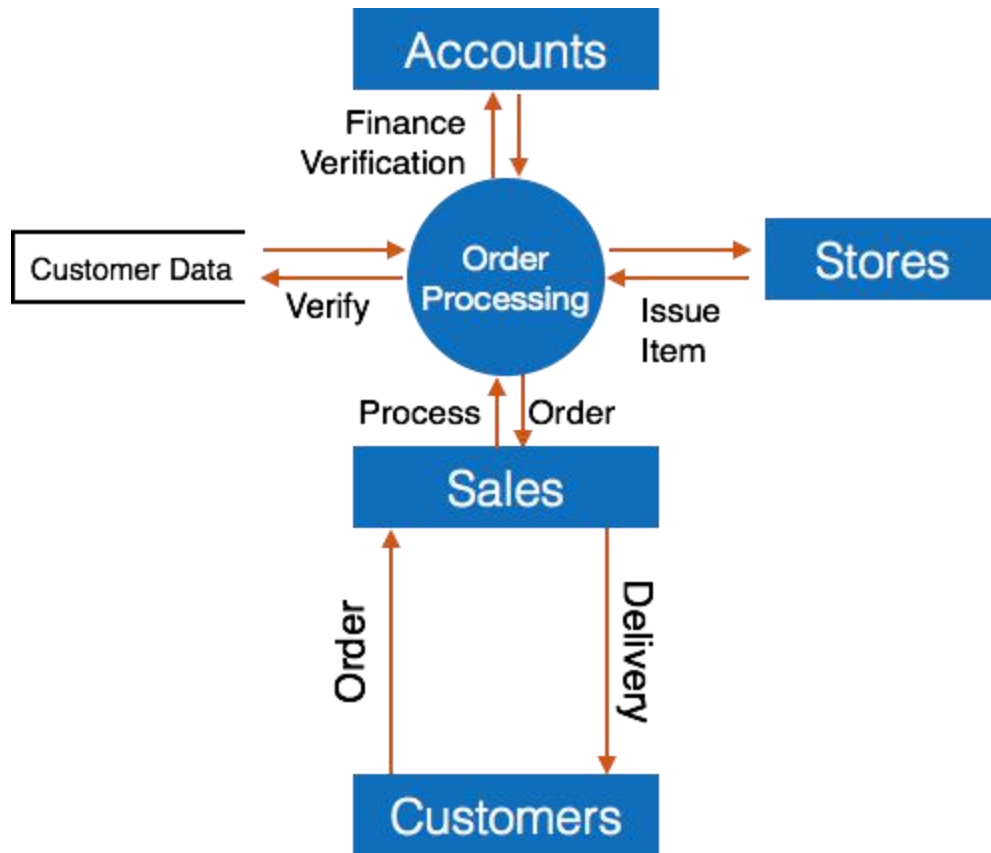 Accounts
Finance
Verification
Customer Data
Order
Processing
Stores
Verify
Issue
Item
Process
Order
Sales
Order
Delivery
Customers